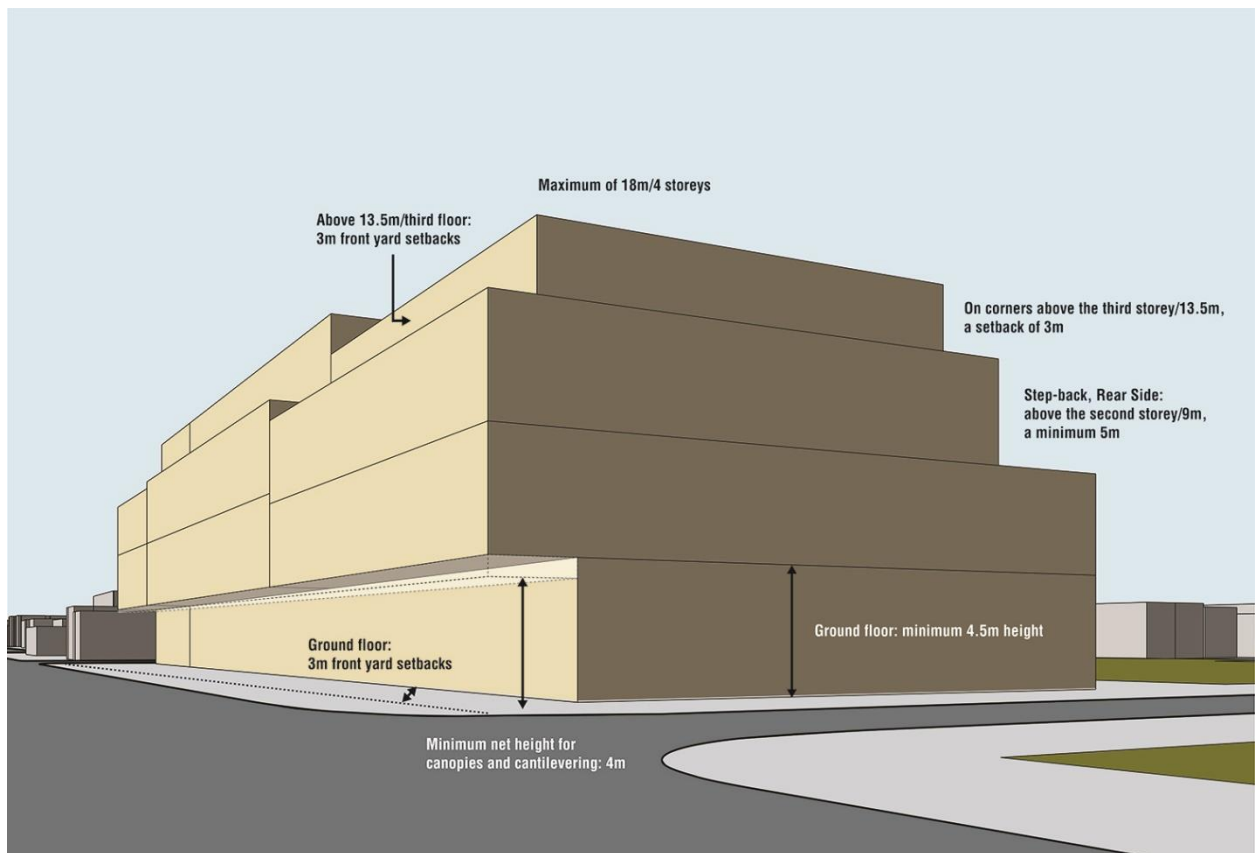 Maximum of 18m/4 storeys
Above 13.5m/third floor:
3m front yard setbacks
On corners above the third storey/13.5m,
a setback of 3m
Step-back, Rear Side:
above the second storey/9m,
a minimum 5m
Ground floor: minimum 4.5m height
Ground floor:
3m front yard setbacks
Minimum net height for
canopies and cantilevering: 4m